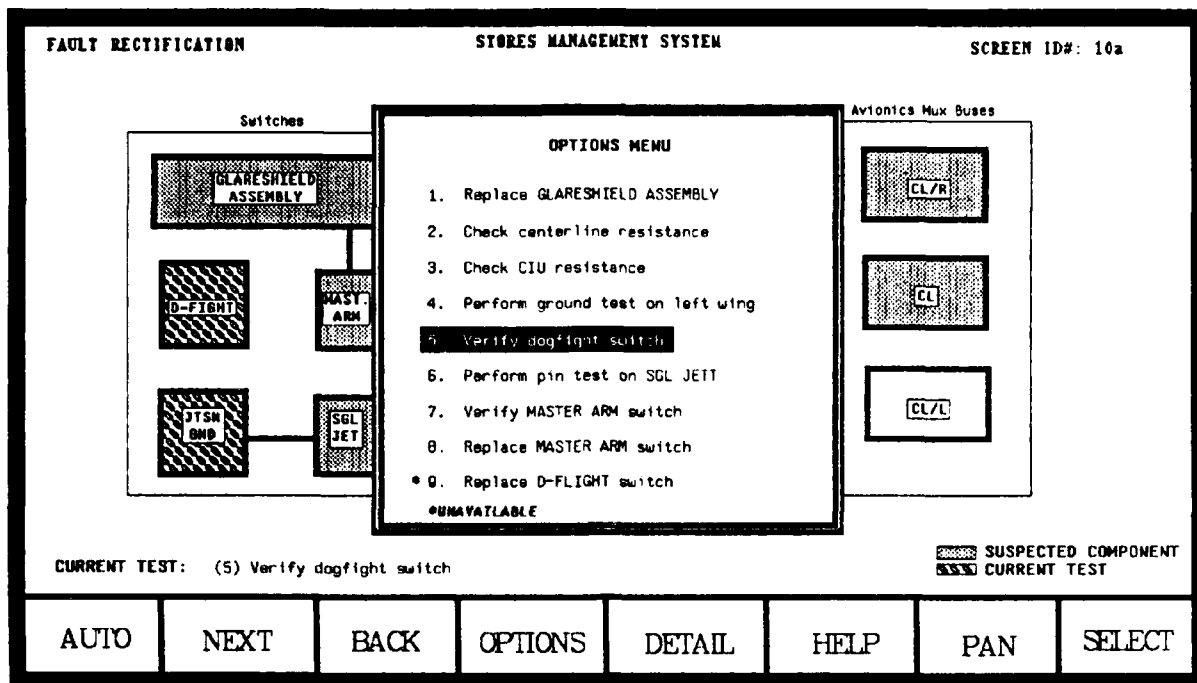 FAULT RECTIFICATION
STORES MANAGEMENT SYSTEM
SCREEN ID#: 10a
Switches
Avionics Mux Buses
GLARESHIELD
ASSEMBLY
D-FIGHT
MAST.
ARM
JTSN
GND
SGL
JET
OPTIONS MENU
1. Replace GLARESHIELD ASSEMBLY
2. Check centerline resistance
3. Check CIU resistance
4. Perform ground test on left wing
5. Verify dogfight switch
6. Perform pin test on SGL JETT
7. Verify MASTER ARM switch
8. Replace MASTER ARM switch
* 9. Replace D-FLIGHT switch
*UNAVAILABLE
CL/R
CL
CL/L
CURRENT TEST: (5) Verify dogfight switch
SUSPECTED COMPONENT
CURRENT TEST
AUTO
NEXT
BACK
OPTIONS
DETAIL
HELP
PAN
SELECT